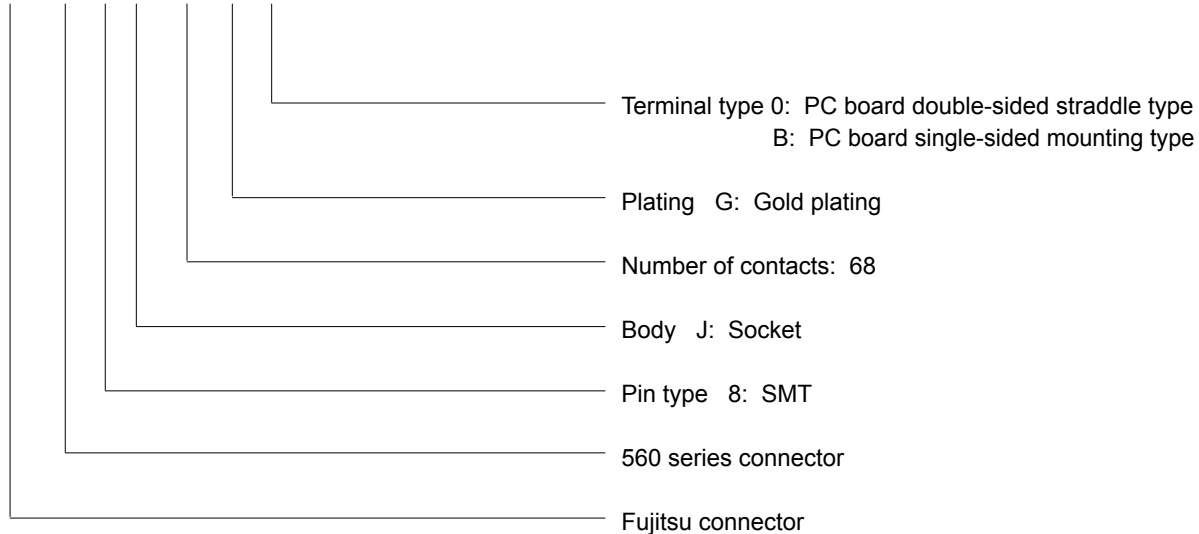 Terminal type 0: PC board double-sided straddle type
B: PC board single-sided mounting type
Plating G: Gold plating
Number of contacts: 68
Body J: Socket
Pin type 8: SMT
560 series connector
Fujitsu connector